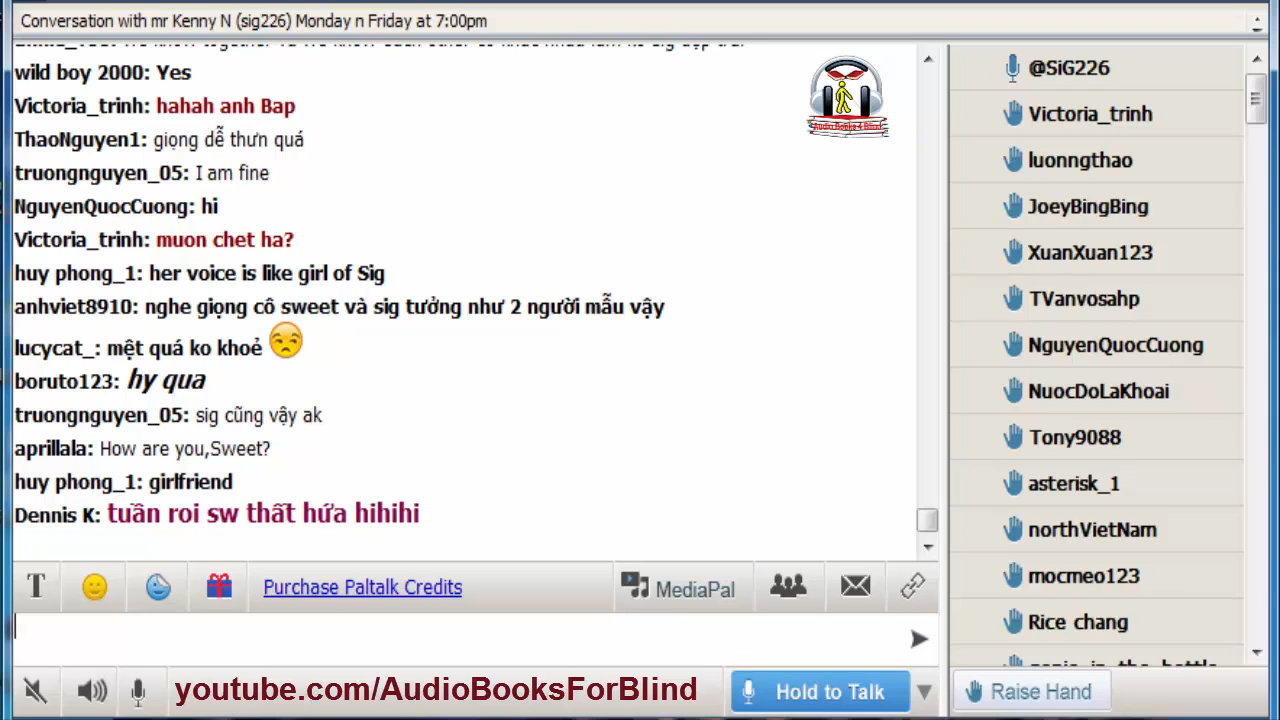 Conversation with mr Kenny N (sig226) Monday n Friday at 7:00pm
wild boy 2000: Yes
Victoria_trinh: hahah anh Bap
ThaoNguyen1: giọng dễ thưn quá
truongnguyen_05: I am fine
NguyenQuocCuong: hi
Victoria_trinh: muon chet ha?
huy phong_1: her voice is like girl of Sig
anhviet8910: nghe giọng cô sweet và sig tưởng như 2 người mẫu vậy
lucycat_: mệt quá ko khoẻ
boruto123: hy qua
truongnguyen_05: sig cũng vậy ak
aprillala: How are you,Sweet?
huy phong_1: girlfriend
Dennis K: tuần roi sw thất hứa hihihi
Audio Books 4 Blind
@SiG226
Victoria_trinh
luonngthao
JoeyBingBing
XuanXuan123
TVanvosahp
NguyenQuocCuong
NuocDoLaKhoai
Tony9088
asterisk_1
northVietNam
mocmeo123
Rice chang
T
Purchase Paltalk Credits
MediaPal
youtube.com/AudioBooksForBlind
Hold to Talk
Raise Hand